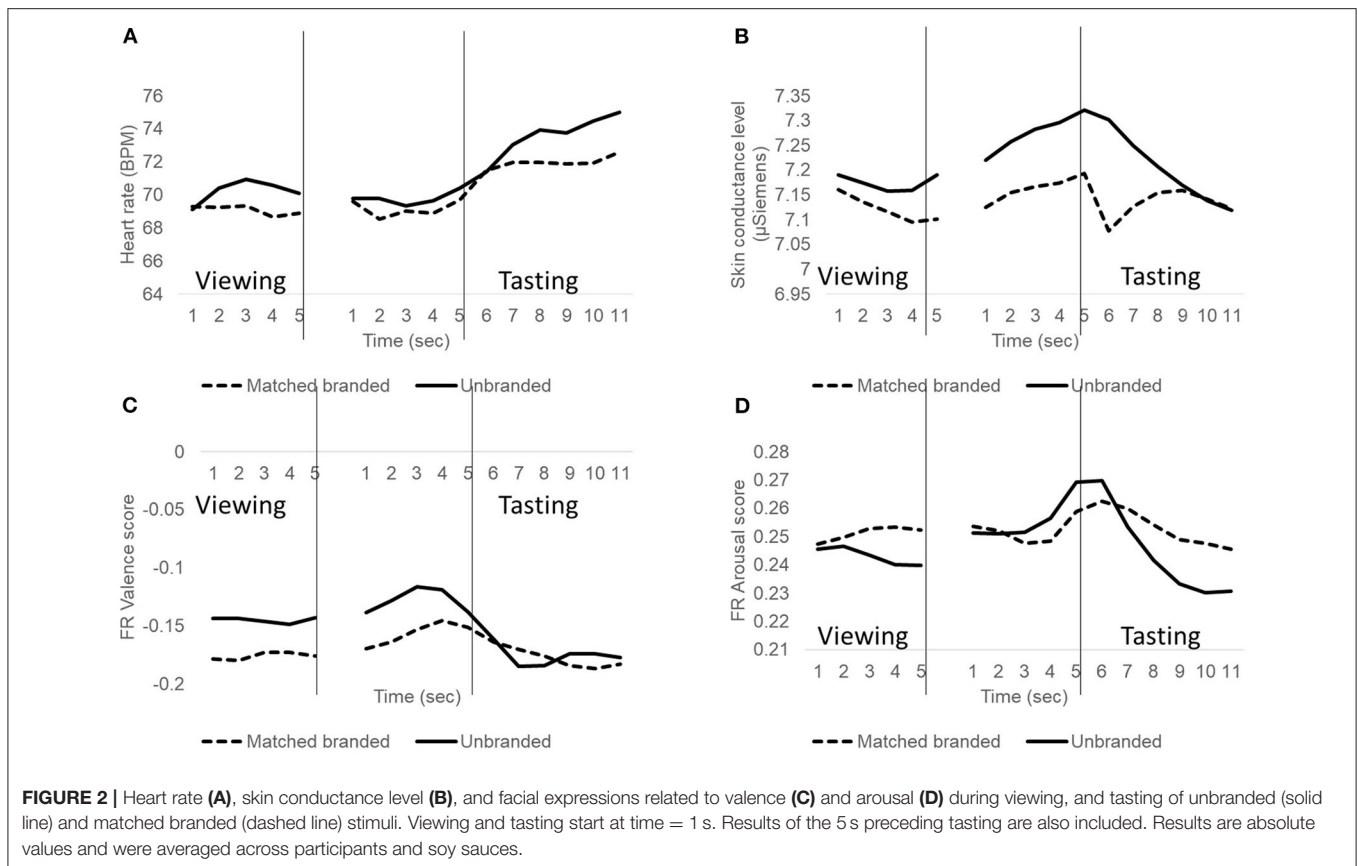 A
76
74
72
70
68
66
64
Heart rate (BPM)
Viewing
Tasting
1 2 3 4 5 1 2 3 4 5 6 7 8 9 10 11
Time (sec)
Matched branded Unbranded
B
7.35
7.3
7.25
7.2
7.15
7.1
7.05
7
6.95
Skin conductance level
(µSiemens)
Viewing
Tasting
1 2 3 4 5 1 2 3 4 5 6 7 8 9 10 11
Time (sec)
Matched branded Unbranded
C
0
-0.05
-0.1
-0.15
-0.2
FR Valence score
1 2 3 4 5 1 2 3 4 5 6 7 8 9 10 11
Viewing
Tasting
Time (sec)
Matched branded Unbranded
D
0.28
0.27
0.26
0.25
0.24
0.23
0.22
0.21
FR Arousal score
Viewing
Tasting
1 2 3 4 5 1 2 3 4 5 6 7 8 9 10 11
Time (sec)
Matched branded Unbranded
FIGURE 2 | Heart rate (A), skin conductance level (B), and facial expressions related to valence (C) and arousal (D) during viewing, and tasting of unbranded (solid
line) and matched branded (dashed line) stimuli. Viewing and tasting start at time = 1 s. Results of the 5 s preceding tasting are also included. Results are absolute
values and were averaged across participants and soy sauces.